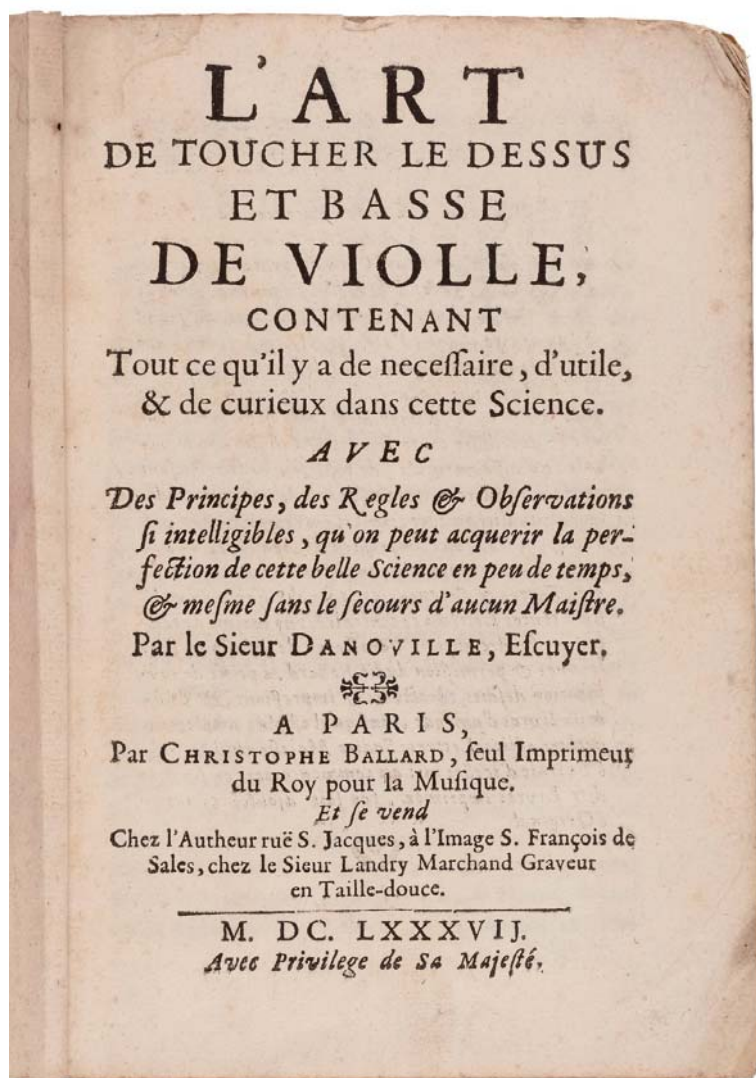 L'ART
DE TOUCHER LE DESSUS
ET BASSE
DE VIOLLE,
CONTENANT
Tout ce qu'il y a de neceſſaire, d'utile,
& de curieux dans cette Science.
AVEC
Des Principes, des Regles & Obſervations
ſi intelligibles, qu'on peut acquerir la per-
fection de cette belle Science en peu de temps,
& meſme ſans le ſecours d'aucun Maiſtre.
Par le Sieur DANOVILLE, Eſcuyer.
A PARIS,
Par CHRISTOPHE BALLARD, ſeul Imprimeur
du Roy pour la Muſique.
Et ſe vend
Chez l'Autheur ruë S. Jacques, à l'Image S. François de
Sales, chez le Sieur Landry Marchand Graveur
en Taille-douce.
M. DC. LXXXVIJ.
Avec Privilege de Sa Majeſté.